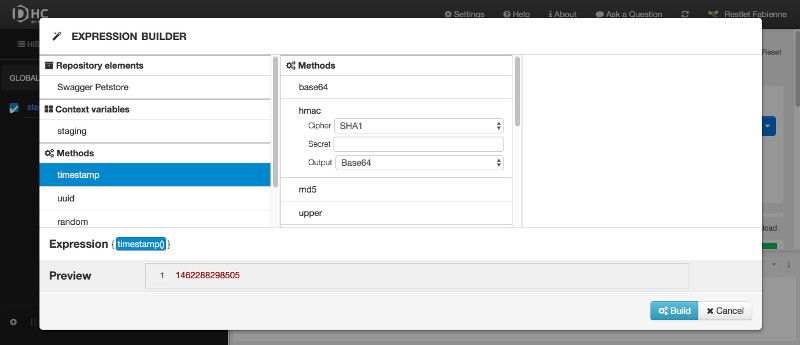 DHC
Settings
Help
About
Ask a Question
Restlet Fabienne
HIS
Reset
GLOBAL
sta
load
EXPRESSION BUILDER
Repository elements
Swagger Petstore
Context variables
staging
Methods
timestamp
uuid
random
Methods
base64
hmac
Cipher SHA1
Secret
Output Base64
md5
upper
Expression { timestamp() }
Preview 1 1462288298505
Build
Cancel